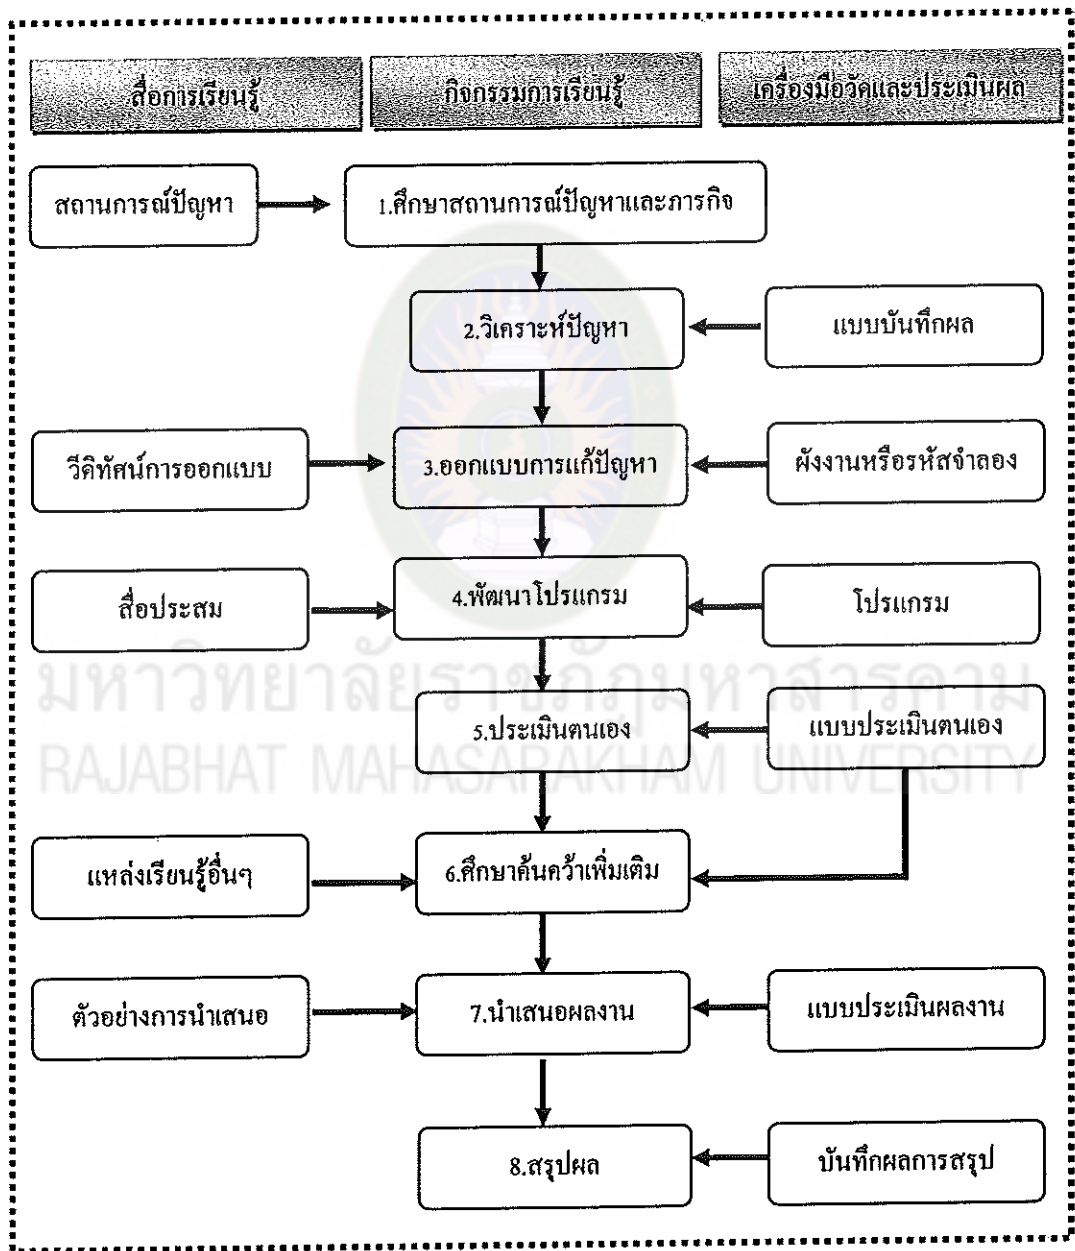 สื่อการเรียนรู้ กิจกรรมการเรียนรู้ เครื่องมือวัดและประเมินผล
สถานการณ์ปัญหา 1.ศึกษาสถานการณ์ปัญหาและภารกิจ
2.วิเคราะห์ปัญหา แบบบันทึกผล
วีดิทัศน์การออกแบบ 3.ออกแบบการแก้ปัญหา ผังงานหรือรหัสจำลอง
สื่อประสม 4.พัฒนาโปรแกรม โปรแกรม
มหาวิทยาลัยราชภัฏมหาสารคาม
5.ประเมินตนเอง แบบประเมินตนเอง
RAJABHAT MAHASARAKHAM UNIVERSITY
แหล่งเรียนรู้อื่นๆ 6.ศึกษาค้นคว้าเพิ่มเติม
ตัวอย่างการนำเสนอ 7.นำเสนอผลงาน แบบประเมินผลงาน
8.สรุปผล บันทึกผลการสรุป